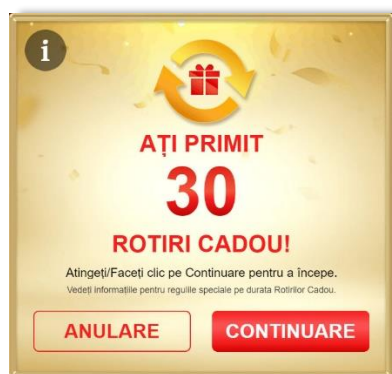 i
AȚI PRIMIT
30
ROTIRI CADOU!
Atingeți/Faceți clic pe Continuare pentru a începe.
Vedeți informațiile pentru regulile speciale pe durata Rotirilor Cadou.
ANULARE CONTINUARE